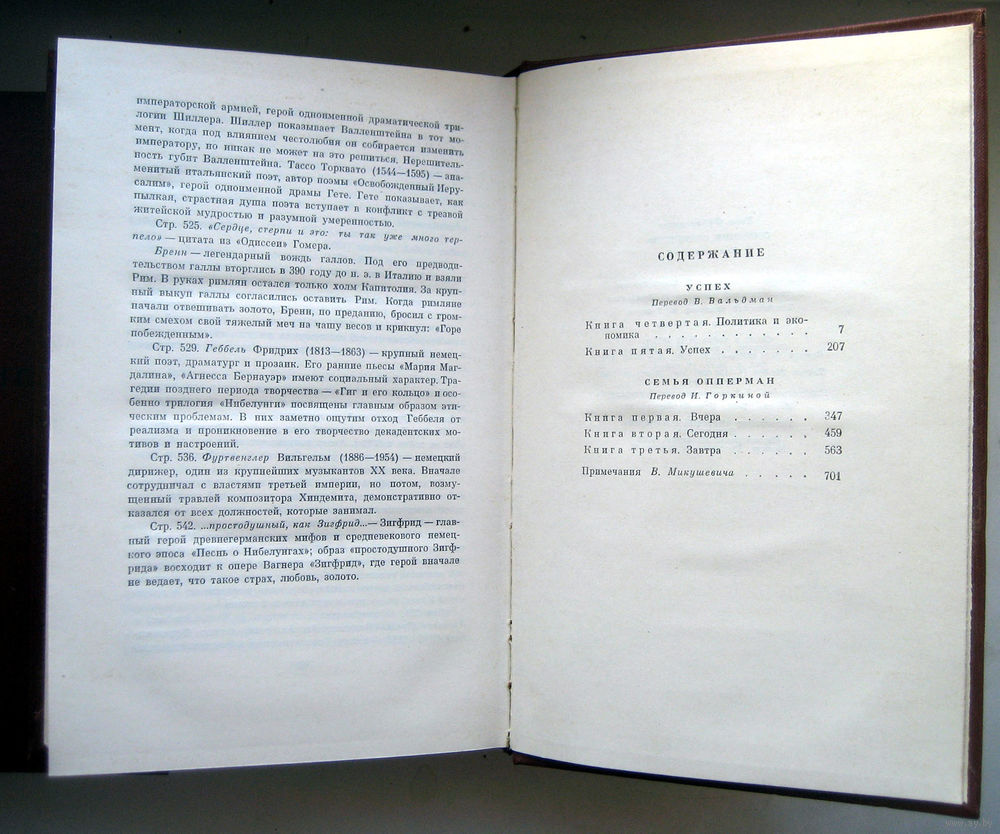 императорской армией, герой одноименной драматической три-
логии Шиллера. Шиллер показывает Валленштейна в тот мо-
мент, когда под влиянием честолюбия он собирается изменить
императору, но никак не может на это решиться. Нерешитель-
ность губит Валленштейна. Тассо Торквато (1544—1595) — зна-
менитый итальянский поэт, автор поэмы «Освобожденный Иеру-
салим», герой одноименной драмы Гете. Гете показывает, как
пылкая, страстная душа поэта вступает в конфликт с трезвой
житейской мудростью и разумной умеренностью.
Стр. 525. «Сердце, стерпи и это: ты так уже много тер-
пело» — цитата из «Одиссеи» Гомера.
Бренн — легендарный вождь галлов. Под его предводи-
тельством галлы вторглись в 390 году до н. э. в Италию и взяли
Рим. В руках римлян остался только холм Капитолия. За круп-
ный выкуп галлы согласились оставить Рим. Когда римляне
начали отвешивать золото, Бренн, по преданию, бросил с гром-
ким смехом свой тяжелый меч на чашу весов и крикнул: «Горе
побежденным».
Стр. 529. Геббель Фридрих (1813—1863) — крупный немец-
кий поэт, драматург и прозаик. Его ранние пьесы «Мария Маг-
далина», «Агнесса Бернауэр» имеют социальный характер. Тра-
гедии позднего периода творчества — «Гиг и его кольцо» и осо-
бенно трилогия «Нибелунги» посвящены главным образом эти-
ческим проблемам. В них заметно ощутим отход Геббеля от
реализма и проникновение в его творчество декадентских мо-
тивов и настроений.
Стр. 536. Фуртвенглер Вильгельм (1886—1954) — немецкий
дирижер, один из крупнейших музыкантов XX века. Вначале
сотрудничал с властями третьей империи, но потом, возму-
щенный травлей композитора Хиндемита, демонстративно от-
казался от всех должностей, которые занимал.
Стр. 542. ...простодушный, как Зигфрид...— Зигфрид — глав-
ный герой древнегерманских мифов и средневекового немец-
кого эпоса «Песнь о Нибелунгах»; образ «простодушного Зигф-
рида» восходит к опере Вагнера «Зигфрид», где герой вначале
не ведает, что такое страх, любовь, золото.
СОДЕРЖАНИЕ
УСПЕХ
Перевод В. Вальдман
Книга четвертая. Политика и эко-
номика . . . . . . . . . . . . 7
Книга пятая. Успех . . . . . . . 207
СЕМЬЯ ОППЕРМАН
Перевод И. Горкиной
Книга первая. Вчера . . . . . . . 347
Книга вторая. Сегодня . . . . . . 459
Книга третья. Завтра . . . . . . 563
Примечания В. Микушевича . . . . . 701